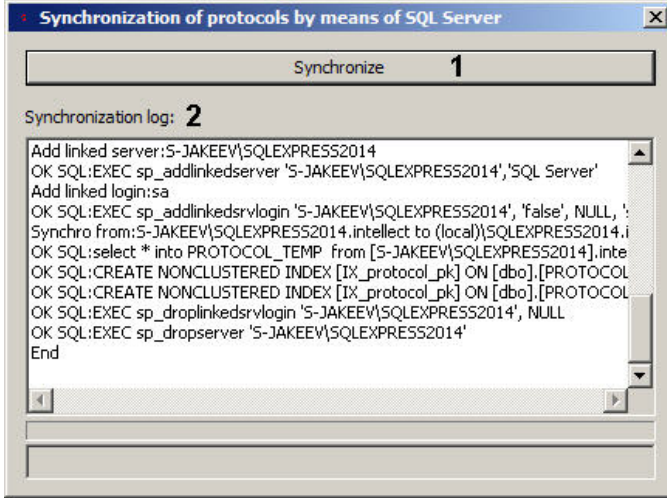 Synchronization of protocols by means of SQL Server
Synchronize 1
Synchronization log: 2
Add linked server:S-JAKEEV\SQLEXPRESS2014
OK SQL:EXEC sp_addlinkedserver 'S-JAKEEV\SQLEXPRESS2014','SQL Server'
Add linked login:sa
OK SQL:EXEC sp_addlinkedsrvlogin 'S-JAKEEV\SQLEXPRESS2014', 'false', NULL, '
Synchro from:S-JAKEEV\SQLEXPRESS2014.intellect to (local)\SQLEXPRESS2014.i
OK SQL:select * into PROTOCOL_TEMP from [S-JAKEEV\SQLEXPRESS2014].inte
OK SQL:CREATE NONCLUSTERED INDEX [IX_protocol_pk] ON [dbo].[PROTOCOL
OK SQL:CREATE NONCLUSTERED INDEX [IX_protocol_pk] ON [dbo].[PROTOCOL
OK SQL:EXEC sp_droplinkedsrvlogin 'S-JAKEEV\SQLEXPRESS2014', NULL
OK SQL:EXEC sp_dropserver 'S-JAKEEV\SQLEXPRESS2014'
End